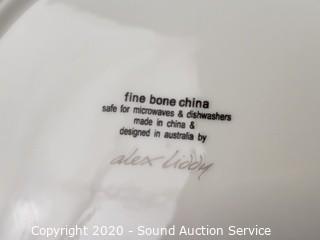 fine bone china
safe for microwaves & dishwashers
made in china &
designed in australia by
alex liddy
Copyright 2020 - Sound Auction Service